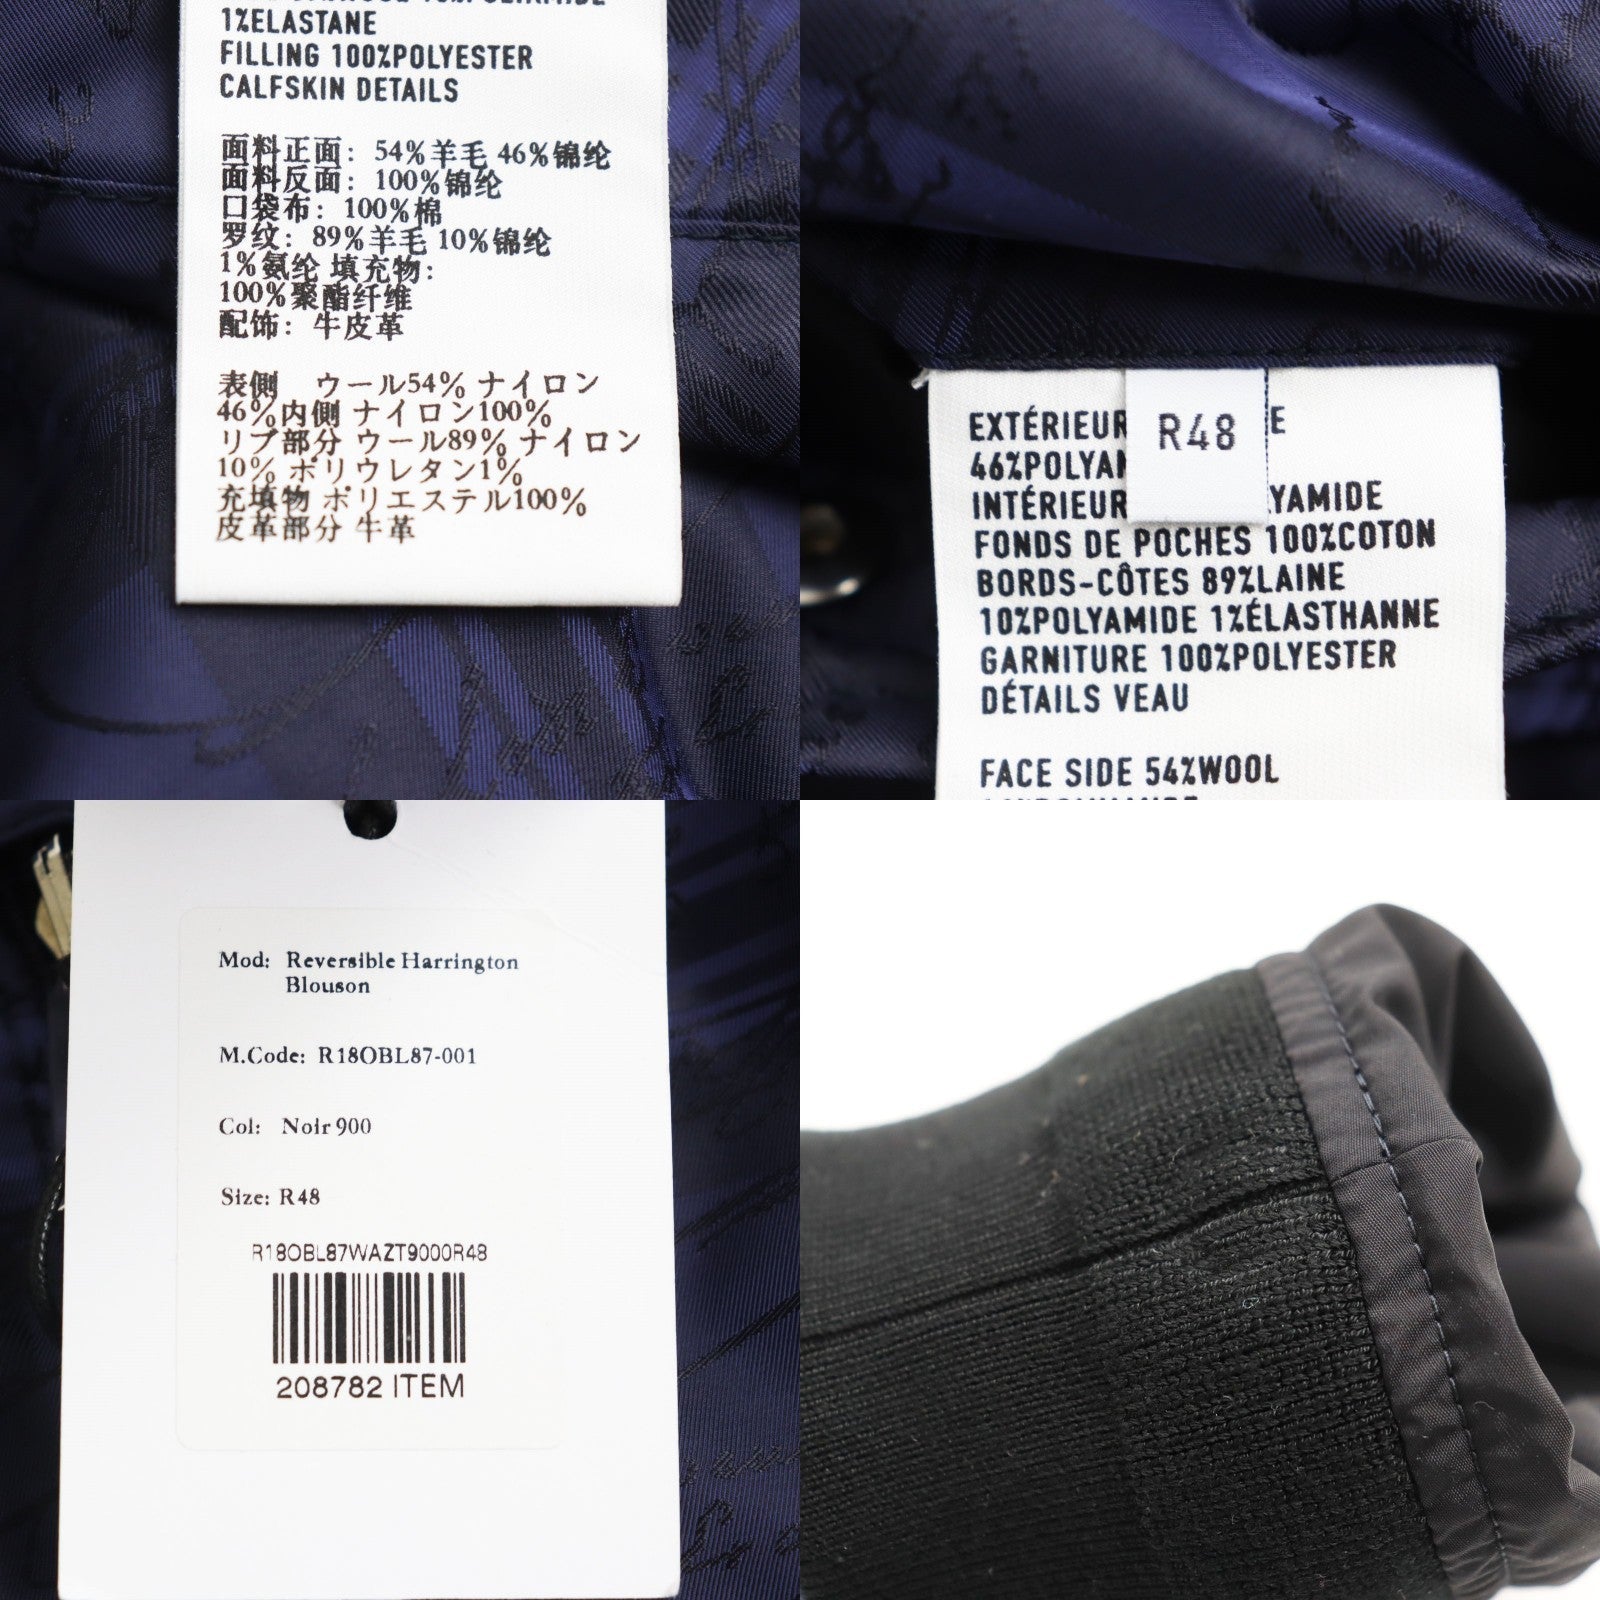 1%ELASTANE
FILLING 100%POLYESTER
CALFSKIN DETAILS
面料正面: 54%羊毛 46%锦纶
面料反面: 100%锦纶
口袋布: 100%棉
罗纹: 89%羊毛 10%锦纶
1%氨纶 填充物:
100%聚酯纤维
配饰: 牛皮革
表側 ウール54% ナイロン
46%内側 ナイロン100%
リブ部分 ウール89% ナイロン
10% ポリウレタン1%
充填物 ポリエステル100%
皮革部分 牛革
R48
EXTÉRIEUR
INTÉRIEUR
FONDS DE POCHES 100%COTON
BORDS-CÔTES 89%LAINE
10%POLYAMIDE 1%ÉLASTHANNE
GARNITURE 100%POLYESTER
DÉTAILS VEAU
FACE SIDE 54%WOOL
Mod: Reversible Harrington
Blouson
M.Code: R18OBL87-001
Col: Noir 900
Size: R48
R18OBL87WAZT9000R48
208782 ITEM